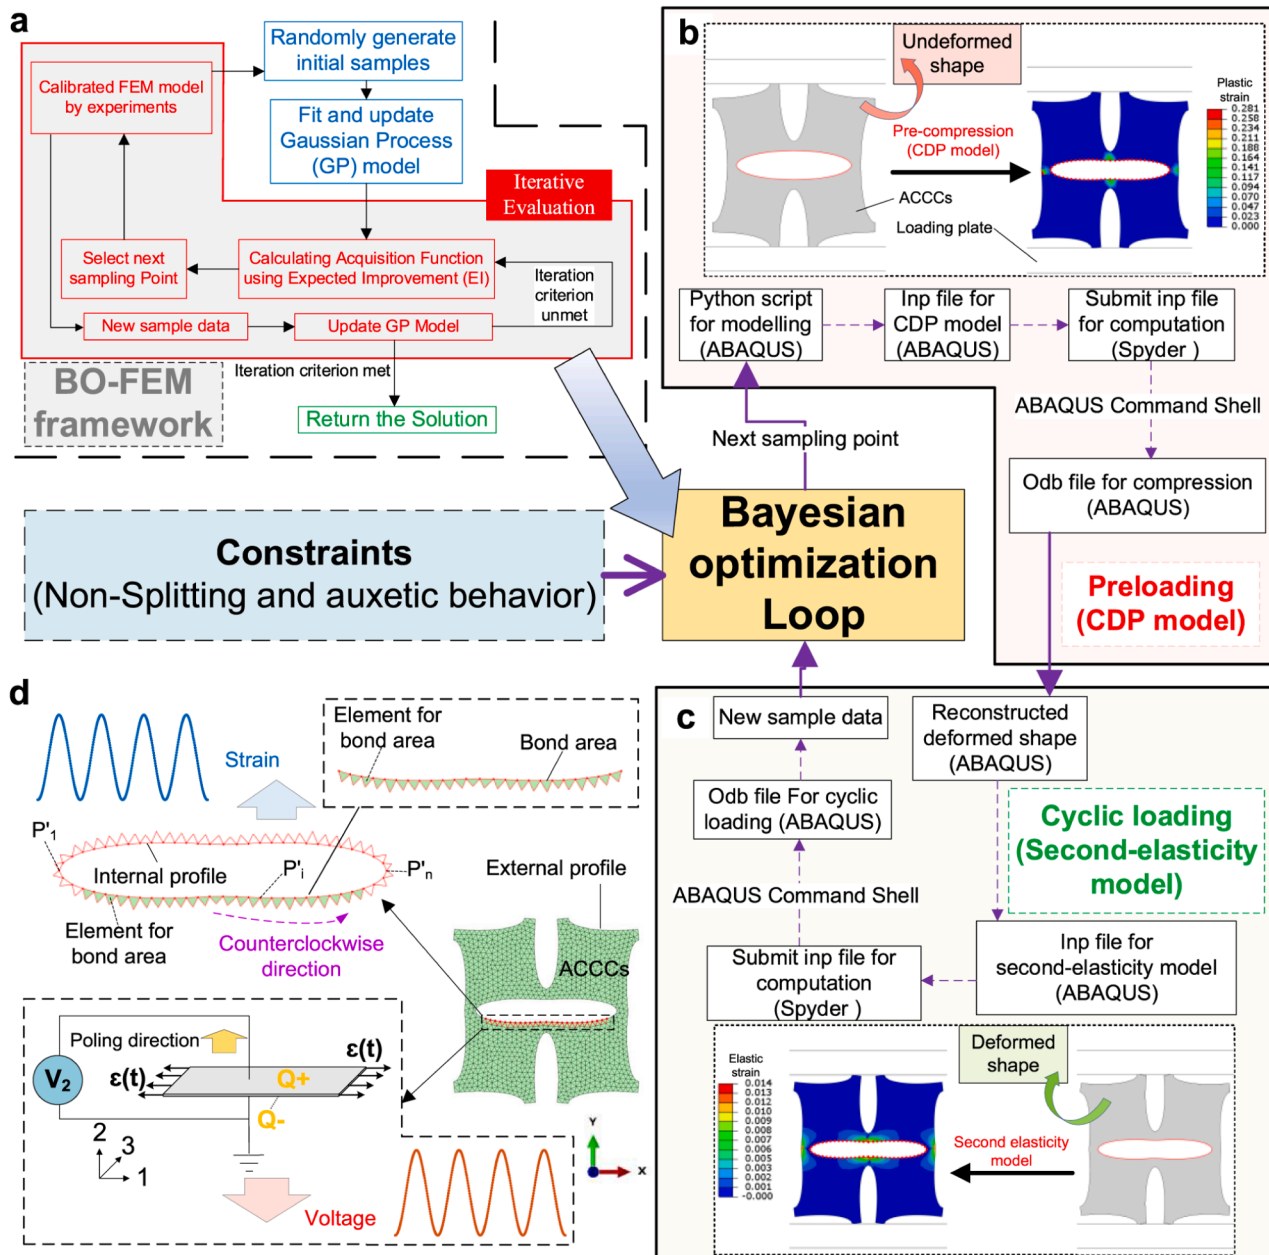 a
Randomly generate
initial samples
Calibrated FEM model
by experiments
Fit and update
Gaussian Process
(GP) model
Iterative
Evaluation
Select next
sampling Point
Calculating Acquisition Function
using Expected Improvement (EI)
Iteration
criterion
unmet
New sample data
Update GP Model
BO-FEM
framework
Iteration criterion met
Return the Solution
b
Undeformed
shape
Pre-compression
(CDP model)
ACCCs
Loading plate
Plastic
strain
0.281
0.258
0.234
0.211
0.187
0.164
0.141
0.117
0.094
0.070
0.047
0.023
0.000
Python script
for modelling
(ABAQUS)
Inp file for
CDP model
(ABAQUS)
Submit inp file
for computation
(Spyder )
ABAQUS Command Shell
Next sampling point
Odb file for compression
(ABAQUS)
Preloading
(CDP model)
Constraints
(Non-Splitting and auxetic behavior)
Bayesian
optimization
Loop
c
New sample data
Reconstructed
deformed shape
(ABAQUS)
Odb file For cyclic
loading (ABAQUS)
Cyclic loading
(Second-elasticity
model)
ABAQUS Command Shell
Submit inp file for
computation
(Spyder )
Inp file for
second-elasticity model
(ABAQUS)
Deformed
shape
Elastic
strain
0.014
0.013
0.012
0.010
0.009
0.008
0.007
0.006
0.005
0.003
0.002
0.001
-0.000
Second elasticity
model
d
Strain
Element for
bond area
Bond area
P'1
Internal profile
P'i
P'n
Element for
bond area
Counterclockwise
direction
External profile
ACCCs
Poling direction
V2
ε(t)
ε(t)
Q+
Q-
2
3
1
Voltage
Y
X